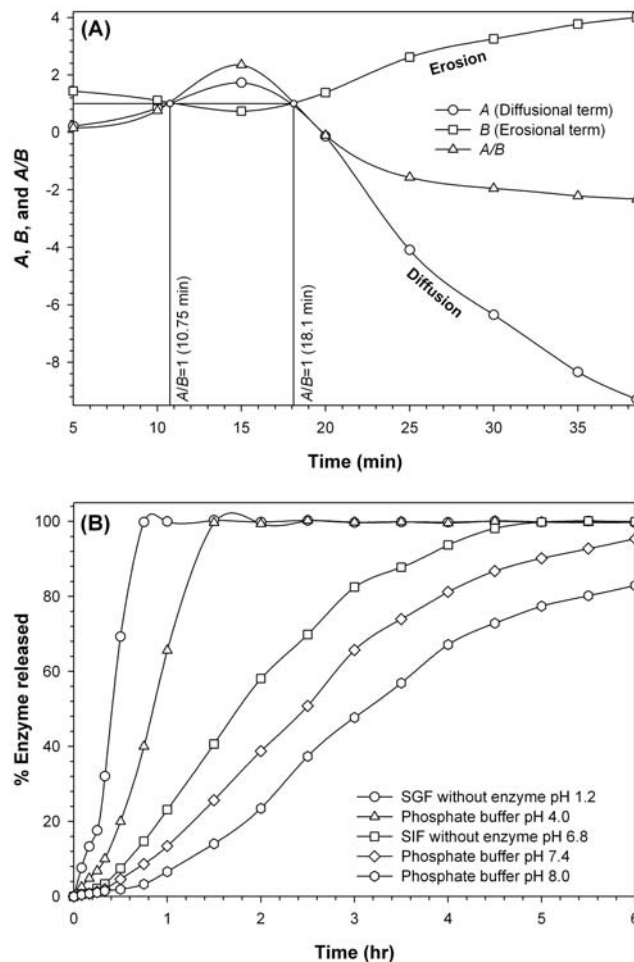 (A)
4
2
0
-2
-4
-6
-8
A, B, and A/B
Erosion
A (Diffusional term)
B (Erosional term)
A/B
Diffusion
A/B=1 (10.75 min)
A/B=1 (18.1 min)
5 10 15 20 25 30 35
Time (min)
(B)
100
80
60
40
20
0
% Enzyme released
SGF without enzyme pH 1.2
Phosphate buffer pH 4.0
SIF without enzyme pH 6.8
Phosphate buffer pH 7.4
Phosphate buffer pH 8.0
0 1 2 3 4 5 6
Time (hr)